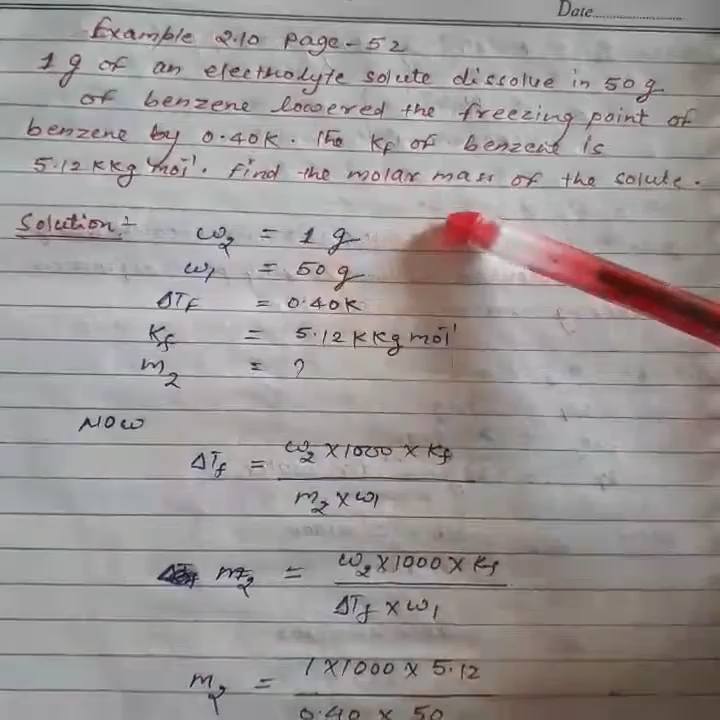 Date..............
Example 2.10 page-52
1g of an electrolyte solute dissolve in 50g
of benzene lowered the freezing point of
benzene by 0.40K. The Kf of benzene is
5.12 K Kg mol⁻¹. find the molar mass of the solute.
Solution:-
w₂ = 1 g
w₁ = 50g
ΔTf = 0.40K
Kf = 5.12 K Kg mol⁻¹
m₂ = ?
NOW
ΔTf = w₂ × 1000 × Kf
m₂ × w₁
m₂ = w₂ × 1000 × Kf
ΔTf × w₁
m₂ = 1 × 1000 × 5.12
0.40 × 50